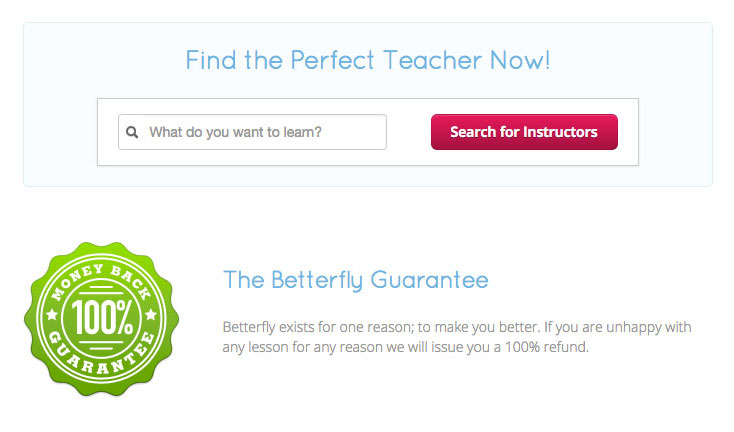 Find the Perfect Teacher Now!
What do you want to learn?
Search for Instructors
MONEY BACK
100%
GUARANTEE
The Betterfly Guarantee
Betterfly exists for one reason; to make you better. If you are unhappy with
any lesson for any reason we will issue you a 100% refund.